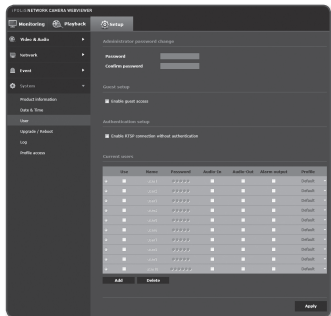 IPOLIS NETWORK CAMERA WEBVIEWER
Monitoring
Playback
Setup
Video & Audio
Network
Event
System
Product information
Date & Time
User
Upgrade / Reboot
Log
Profile access
Administrator password change
Password
Confirm password
Guest setup
Enable guest access
Authentication setup
Enable RTSP connection without authentication
Current users
Use Name Password Audio In Audio Out Alarm output Profile
Default
Default
Default
Default
Default
Default
Default
Default
Default
Default
Add Delete
Apply